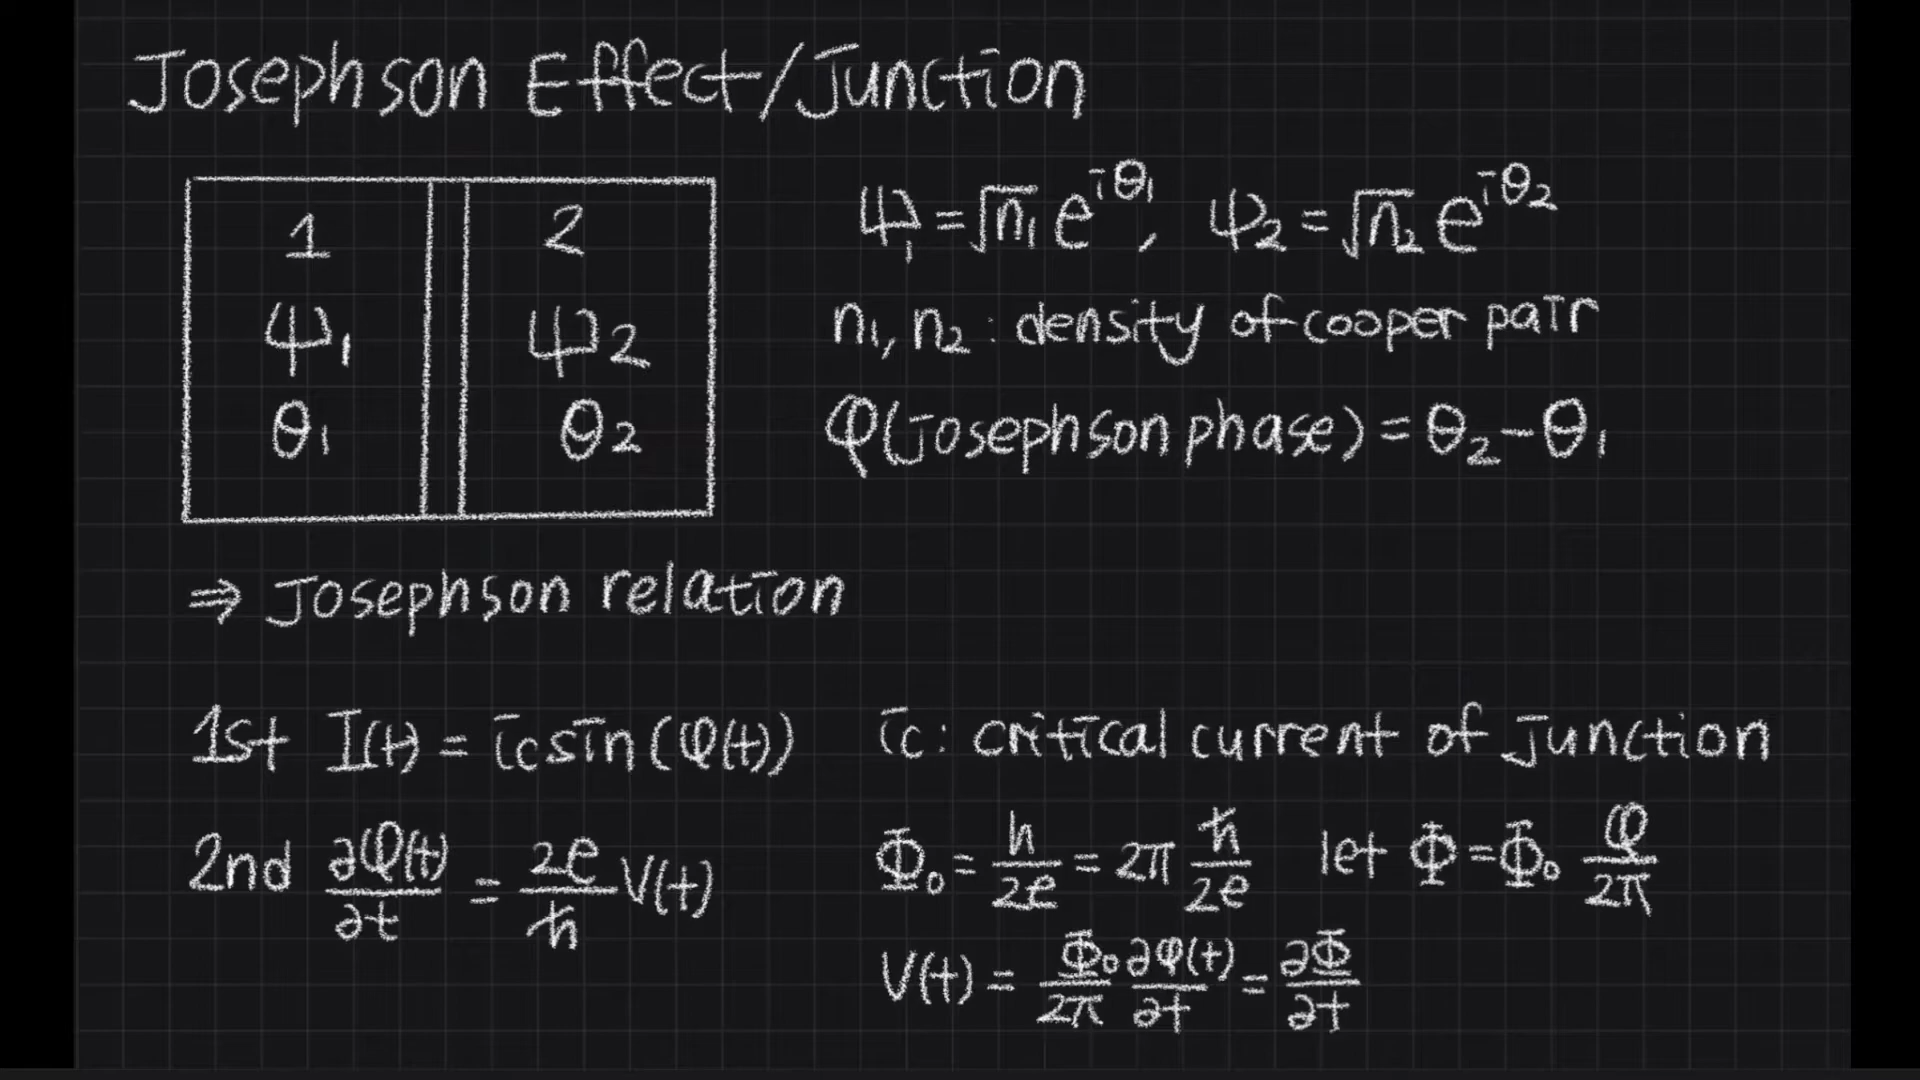 Josephson Effect/Junction
1 2
ψ₁ ψ₂
θ₁ θ₂
ψ₁ = √n₁ e^{iθ₁}, ψ₂ = √n₂ e^{iθ₂}
n₁, n₂ : density of cooper pair
φ(Josephson phase) = θ₂ - θ₁
⇒ Josephson relation
1st I(t) = ic sin(φ(t))
ic: critical current of Junction
2nd ∂φ(t)/∂t = 2e/ħ V(t)
Φ₀ = h/2e = 2π ħ/2e let Φ = Φ₀ φ/2π
V(t) = Φ₀/2π ∂φ(t)/∂t = ∂Φ/∂t